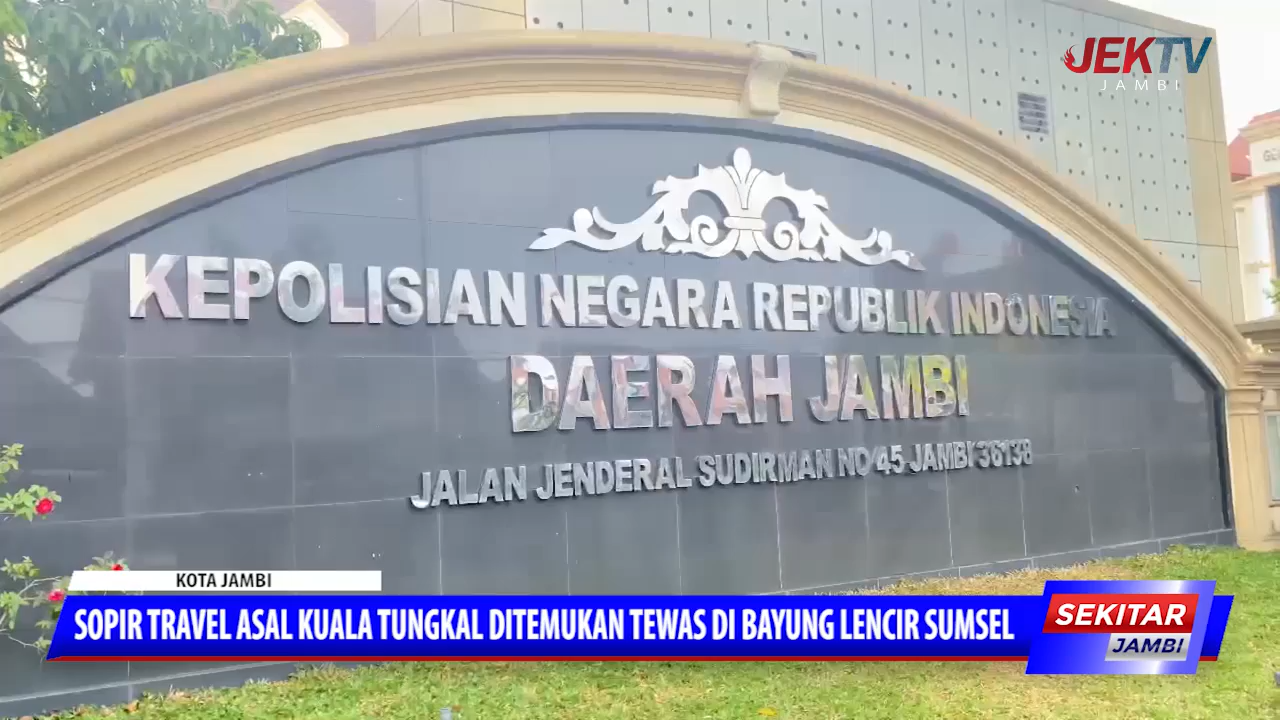 JEKTV
JAMBI
KEPOLISIAN NEGARA REPUBLIK INDONESIA
DAERAH JAMBI
JALAN JENDERAL SUDIRMAN NO 45 JAMBI 36138
KOTA JAMBI
SOPIR TRAVEL ASAL KUALA TUNGKAL DITEMUKAN TEWAS DI BAYUNG LENCIR SUMSEL
SEKITAR
JAMBI